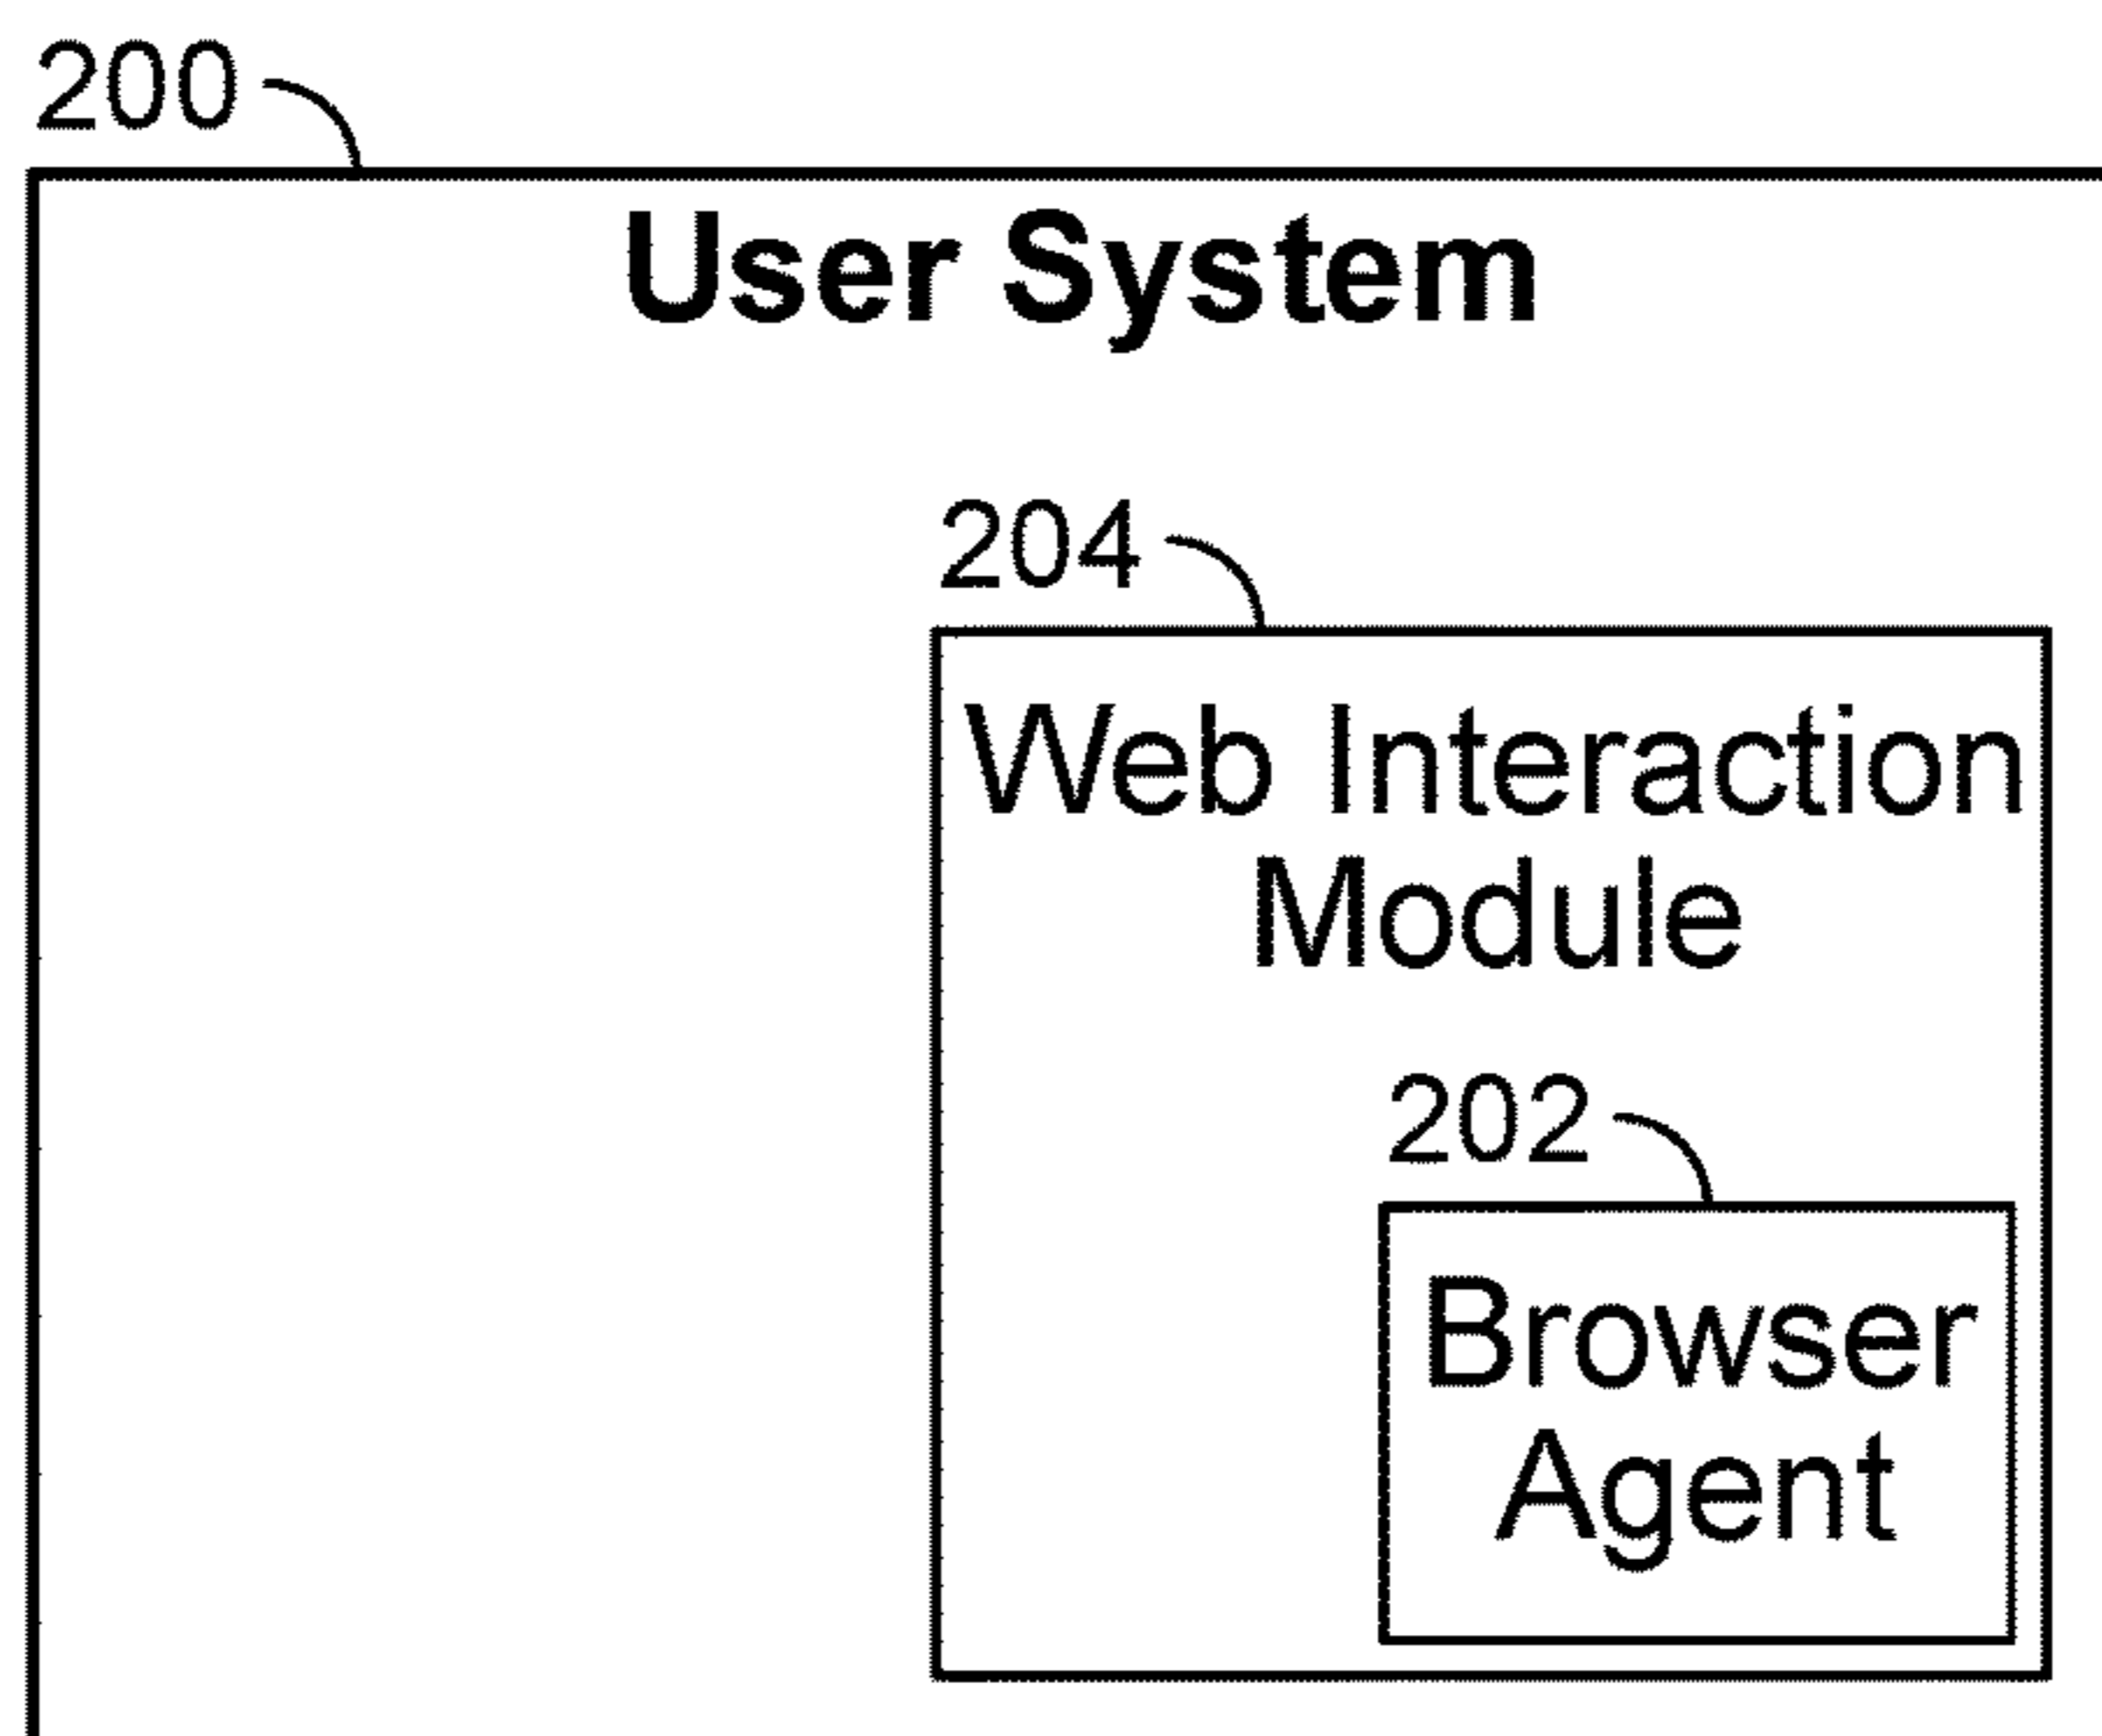 200
User System
204
Web Interaction
Module
202
Browser
Agent